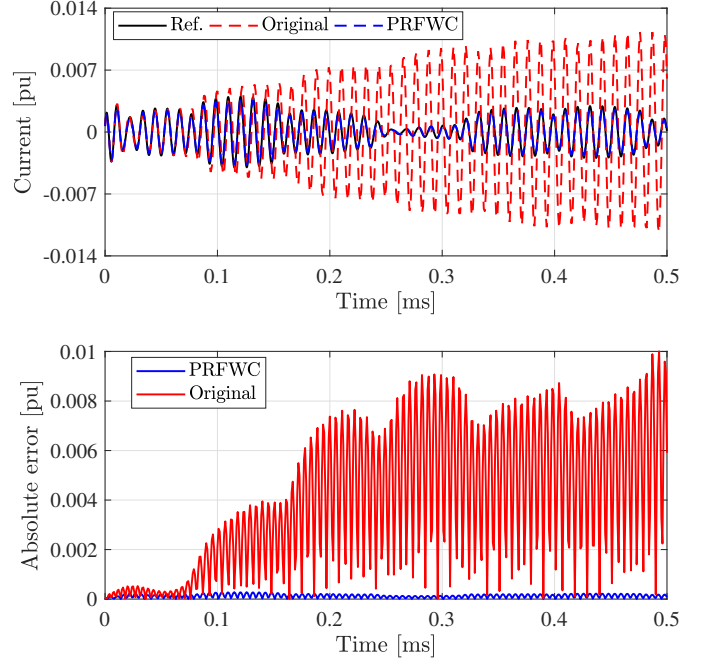 0.014
Ref. Original PRFWC
0.007
0
-0.007
-0.014
Current [pu]
0 0.1 0.2 0.3 0.4 0.5
Time [ms]
0.01
PRFWC
Original
0.008
0.006
0.004
0.002
0
Absolute error [pu]
0 0.1 0.2 0.3 0.4 0.5
Time [ms]